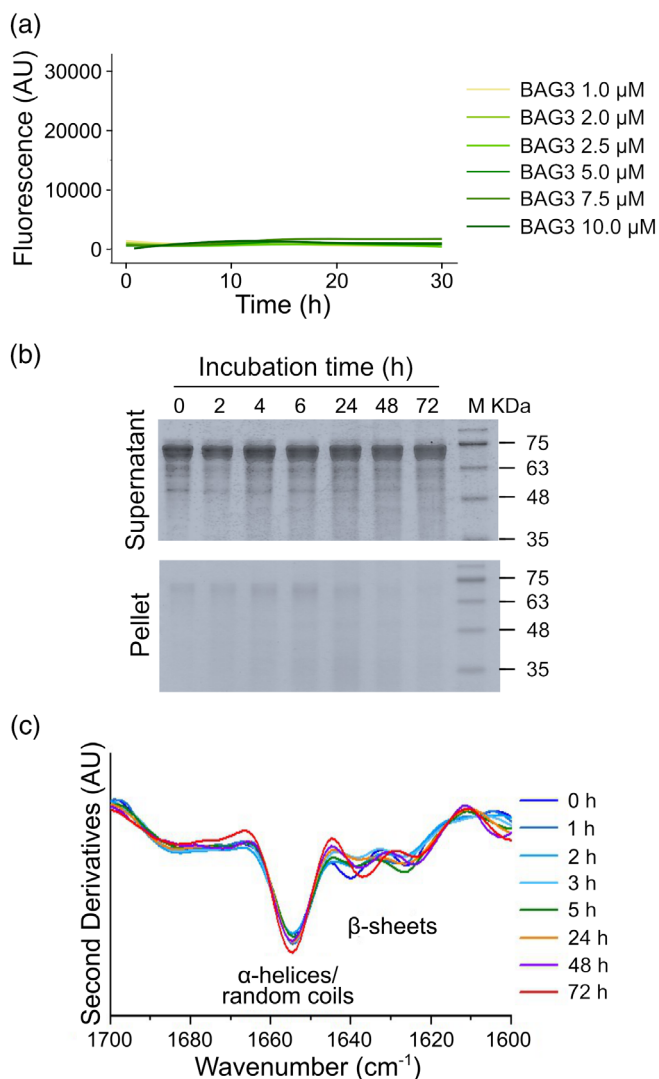 (a)
Fluorescence (AU)
30000
20000
10000
0
0 10 20 30
Time (h)
BAG3 1.0 µM
BAG3 2.0 µM
BAG3 2.5 µM
BAG3 5.0 µM
BAG3 7.5 µM
BAG3 10.0 µM
(b)
Incubation time (h)
0 2 4 6 24 48 72 M KDa
Supernatant
75
63
48
35
Pellet
75
63
48
35
(c)
Second Derivatives (AU)
β-sheets
α-helices/
random coils
1700 1680 1660 1640 1620 1600
Wavenumber (cm⁻¹)
0 h
1 h
2 h
3 h
5 h
24 h
48 h
72 h